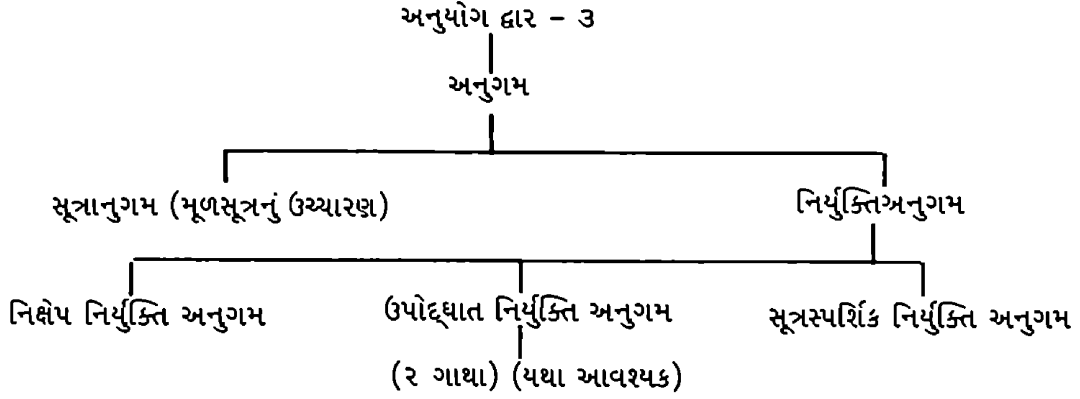 અનુયોગ દ્વાર - ૩
અનુગમ
સૂત્રાનુગમ (મૂળસૂત્રનું ઉચ્ચારણ)
નિર્યુક્તિઅનુગમ
નિક્ષેપ નિર્યુક્તિ અનુગમ
ઉપોદ્ઘાત નિર્યુક્તિ અનુગમ
સૂત્રસ્પર્શિક નિર્યુક્તિ અનુગમ
(૨ ગાથા) (યથા આવશ્યક)